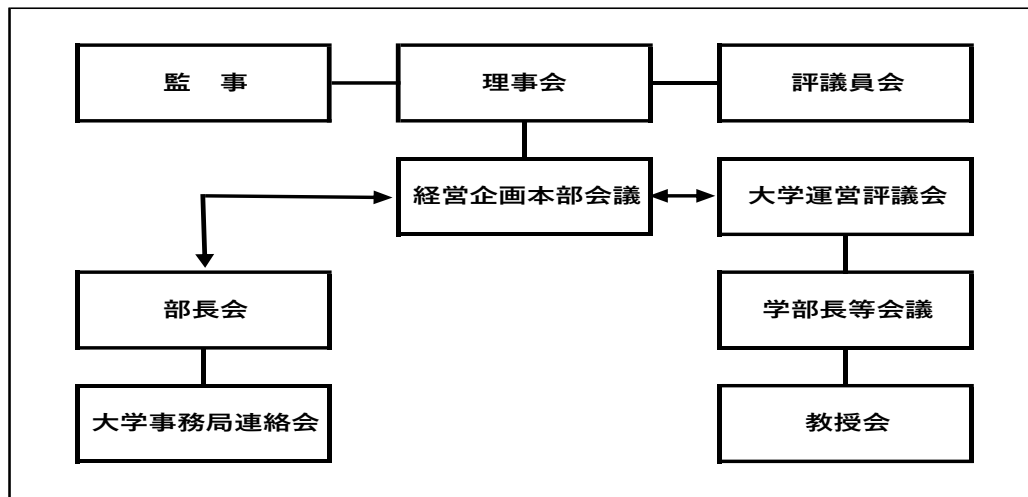 監　事
理事会
評議員会
経営企画本部会議
大学運営評議会
部長会
学部長等会議
大学事務局連絡会
教授会